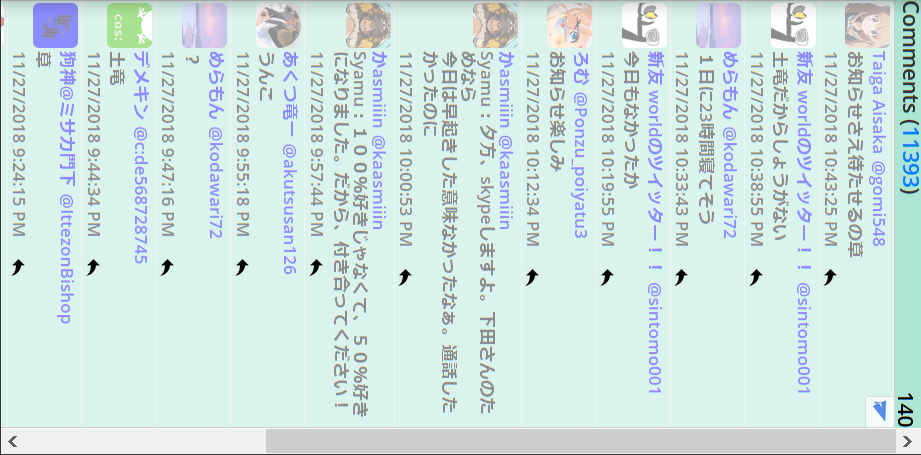 Comments (11393)
140
Taiga Aisaka @gomi548
お知らせさえ待たせるの草
11/27/2018 10:43:25 PM
新友 worldのツイッター！！ @sintomo001
土竜だからしょうがない
11/27/2018 10:38:55 PM
めらもん @kodawari72
１日に23時間寝てそう
11/27/2018 10:33:43 PM
新友 worldのツイッター！！ @sintomo001
今日もなかったか
11/27/2018 10:19:55 PM
ろむ @Ponzu_poiyatu3
お知らせ楽しみ
11/27/2018 10:12:34 PM
かasmiiin @kaasmiiin
Syamu：夕方、skypeしますよ。下田さんのた
めなら
今日は早起きした意味なかったなぁ。通話した
かったのに
11/27/2018 10:00:53 PM
かasmiiin @kaasmiiin
Syamu：１００％好きじゃなくて、５０％好き
になりました。だから、付き合ってください！
11/27/2018 9:57:44 PM
あくつ竜一 @akutsusan126
うんこ
11/27/2018 9:55:18 PM
めらもん @kodawari72
?
11/27/2018 9:47:16 PM
cas:
デメキン @c:de568728745
土竜
11/27/2018 9:44:34 PM
狗神@ミサカ門下 @IttezonBishop
草
11/27/2018 9:24:15 PM